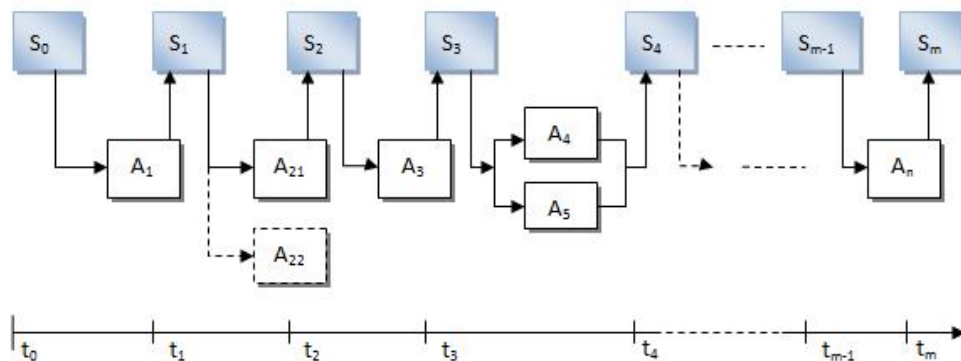 S₀ S₁ S₂ S₃ S₄ Sₘ₋₁ Sₘ
A₁ A₂₁ A₃ A₄ Aₙ
A₅
A₂₂
t₀ t₁ t₂ t₃ t₄ tₘ₋₁ tₘ